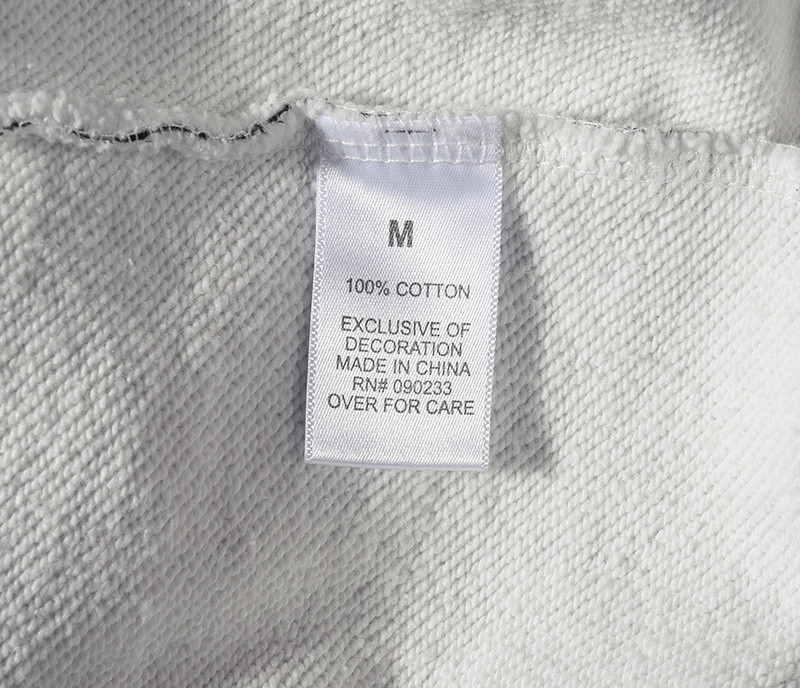 M
100% COTTON
EXCLUSIVE OF
DECORATION
MADE IN CHINA
RN# 090233
OVER FOR CARE